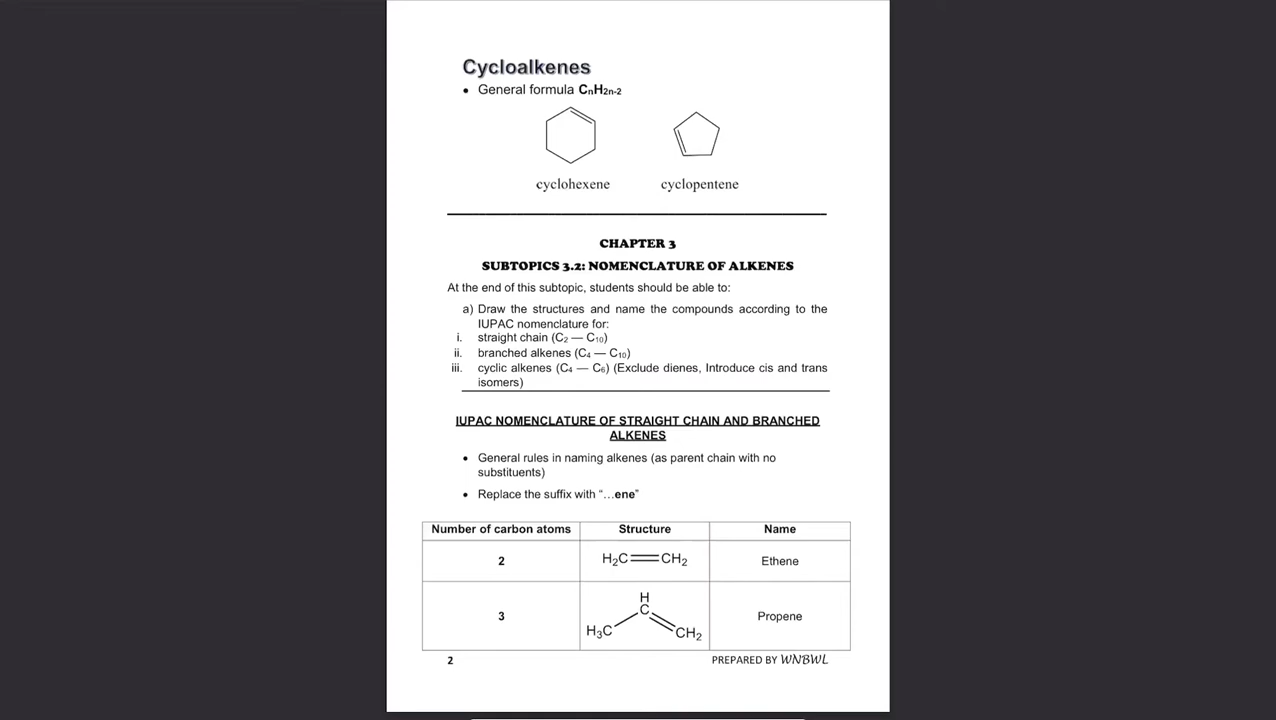 Cycloalkenes
• General formula CnH2n-2
cyclohexene cyclopentene
CHAPTER 3
SUBTOPICS 3.2: NOMENCLATURE OF ALKENES
At the end of this subtopic, students should be able to:
a) Draw the structures and name the compounds according to the
IUPAC nomenclature for:
i. straight chain (C2 — C10)
ii. branched alkenes (C4 — C10)
iii. cyclic alkenes (C4 — C6) (Exclude dienes, Introduce cis and trans
isomers)
IUPAC NOMENCLATURE OF STRAIGHT CHAIN AND BRANCHED
ALKENES
• General rules in naming alkenes (as parent chain with no
substituents)
• Replace the suffix with “…ene”
Number of carbon atoms Structure Name
2 H2C CH2 Ethene
H
C
3 Propene
H3C CH2
2 PREPARED BY WNBWL